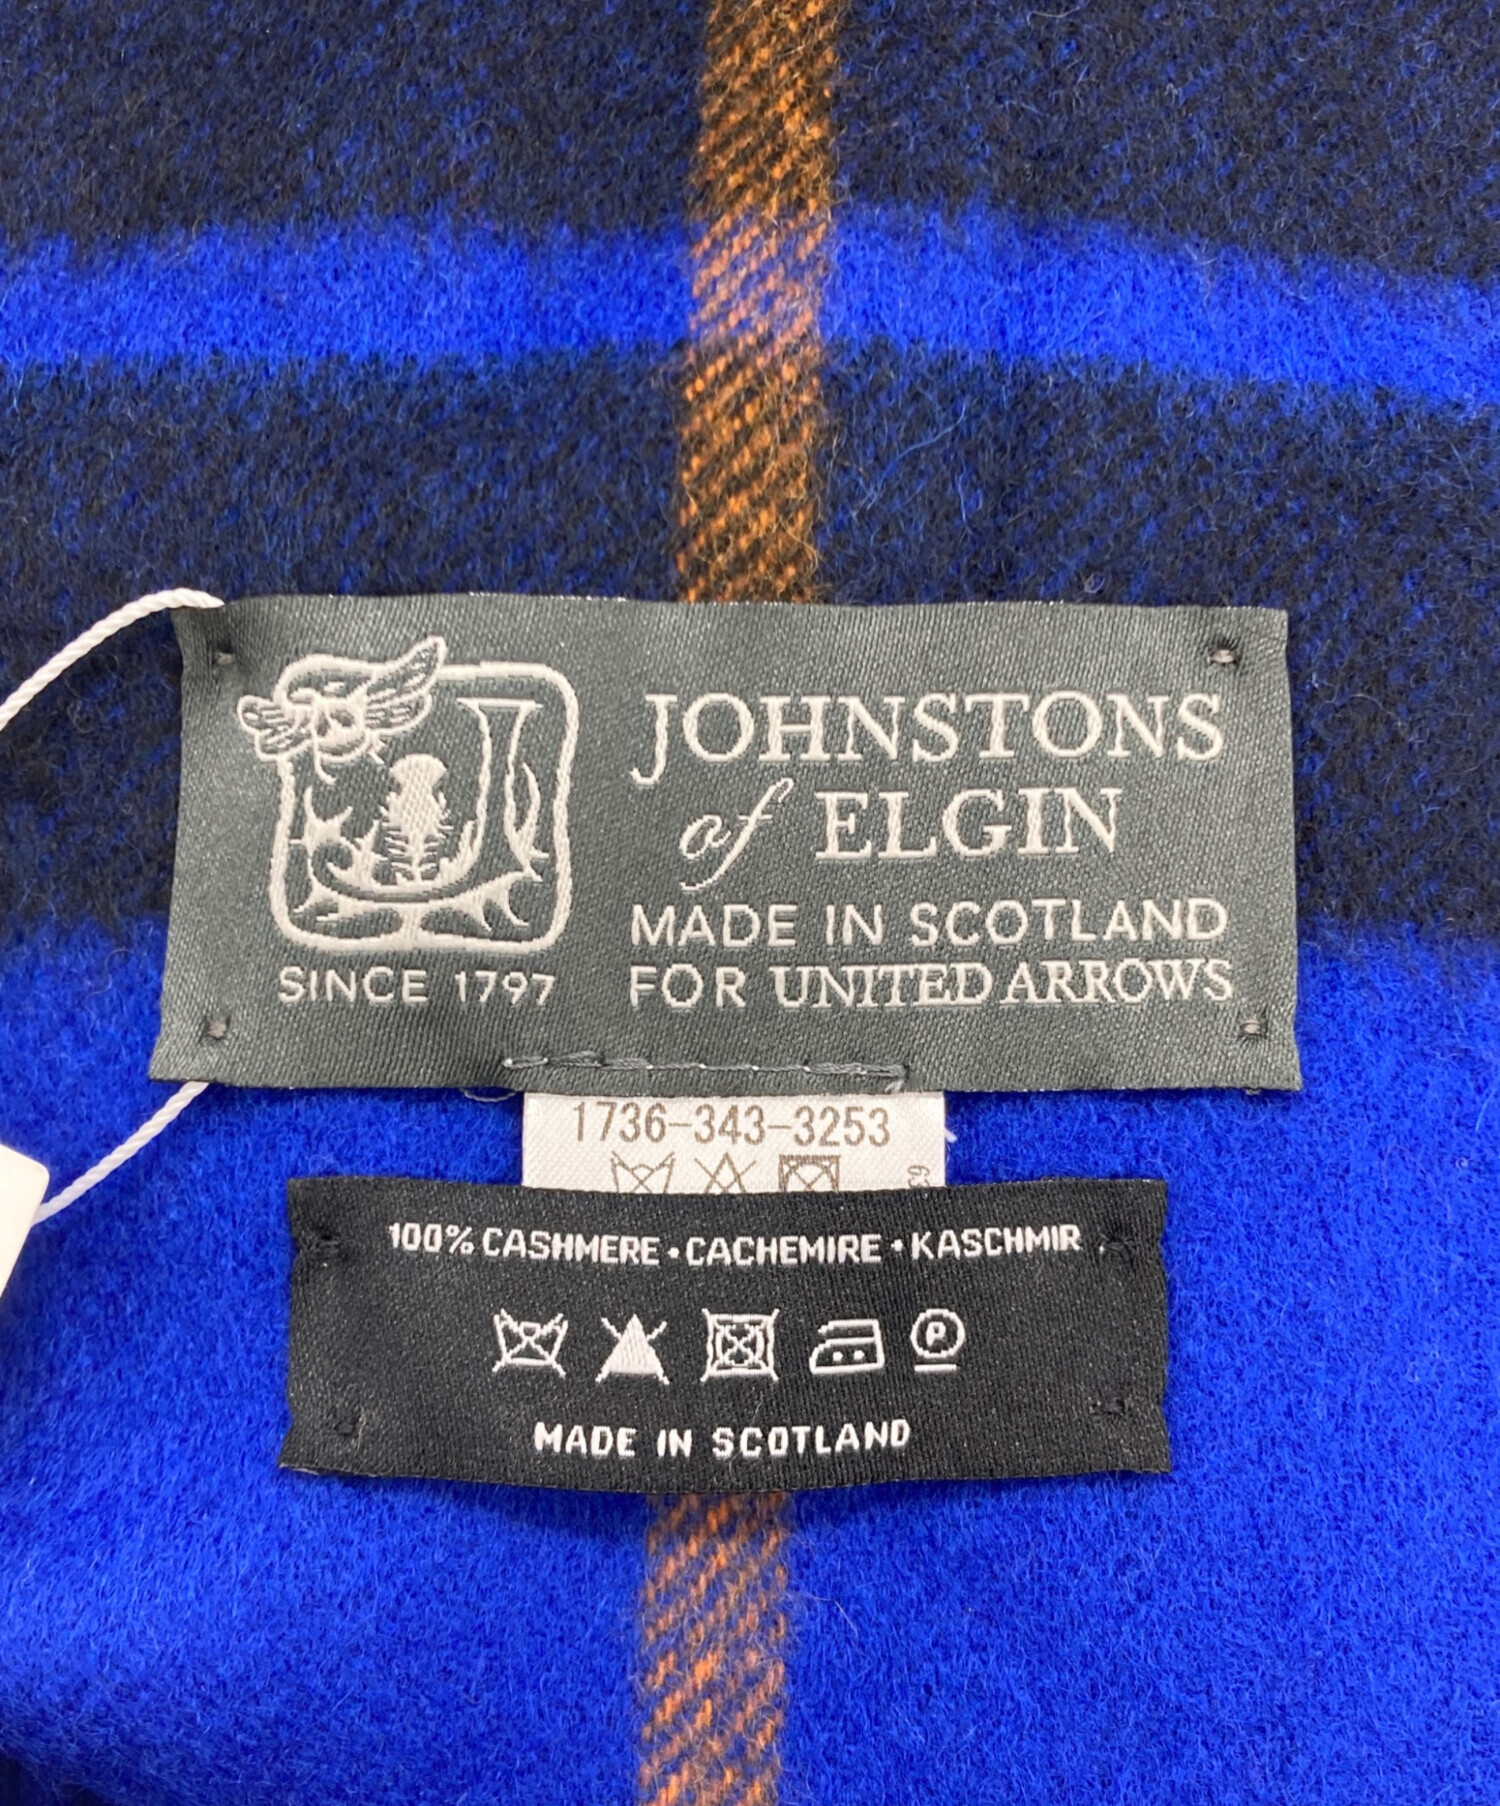 JOHNSTONS
of ELGIN
MADE IN SCOTLAND
FOR UNITED ARROWS
SINCE 1797
1736-343-3253
100% CASHMERE • CACHEMIRE • KASCHMIR
P
MADE IN SCOTLAND